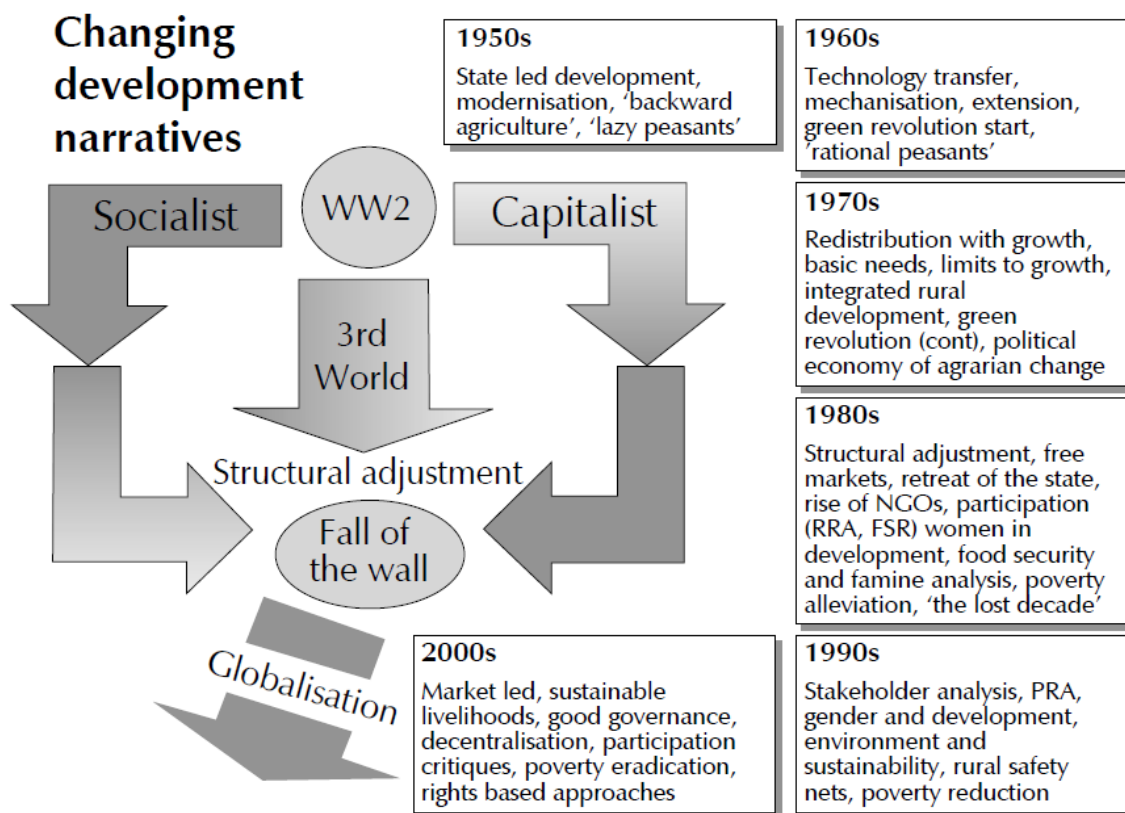 Changing
development
narratives
1950s
State led development,
modernisation, ‘backward
agriculture’, ‘lazy peasants’
1960s
Technology transfer,
mechanisation, extension,
green revolution start,
’rational peasants’
Socialist
WW2
Capitalist
3rd
World
1970s
Redistribution with growth,
basic needs, limits to growth,
integrated rural
development, green
revolution (cont), political
economy of agrarian change
Structural adjustment
Fall of
the wall
1980s
Structural adjustment, free
markets, retreat of the state,
rise of NGOs, participation
(RRA, FSR) women in
development, food security
and famine analysis, poverty
alleviation, ‘the lost decade’
Globalisation
2000s
Market led, sustainable
livelihoods, good governance,
decentralisation, participation
critiques, poverty eradication,
rights based approaches
1990s
Stakeholder analysis, PRA,
gender and development,
environment and
sustainability, rural safety
nets, poverty reduction